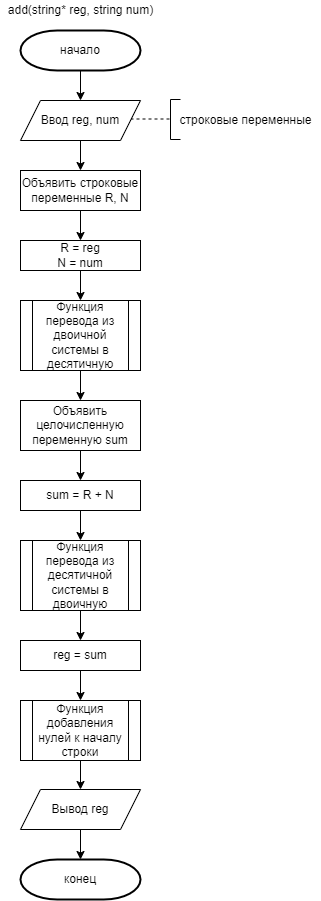 add(string* reg, string num)
начало
Ввод reg, num
строковые переменные
Объявить строковые
переменные R, N
R = reg
N = num
Функция
перевода из
двоичной
системы в
десятичную
Объявить
целочисленную
переменную sum
sum = R + N
Функция
перевода из
десятичной
системы в
двоичную
reg = sum
Функция
добавления
нулей к началу
строки
Вывод reg
конец